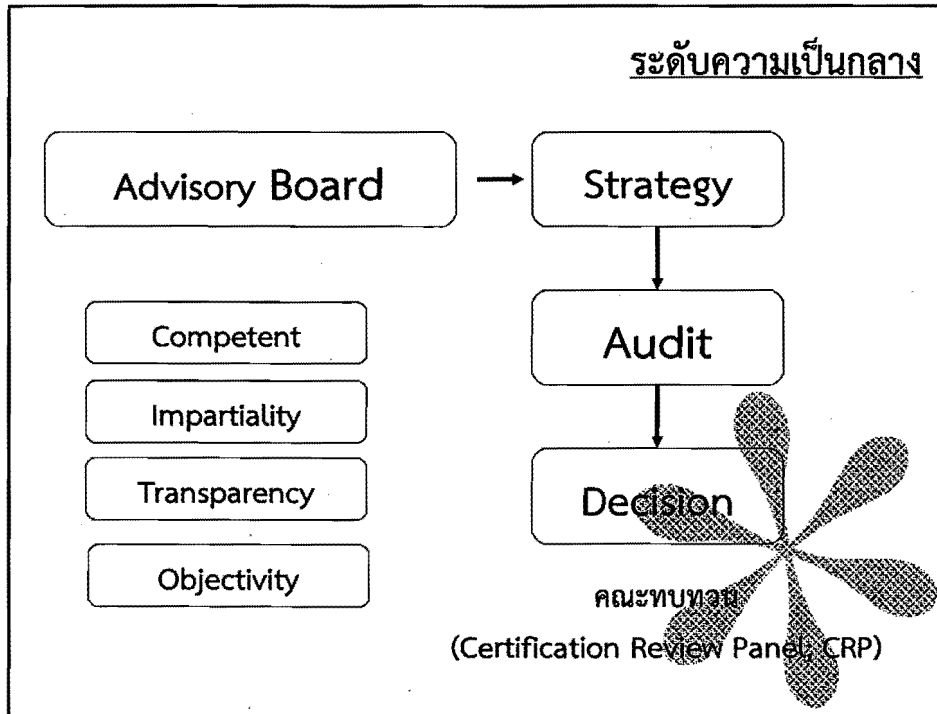 ระดับความเป็นกลาง
Advisory Board
Strategy
Audit
Decision
คณะทบทวน
(Certification Review Panel; CRP)
Competent
Impartiality
Transparency
Objectivity